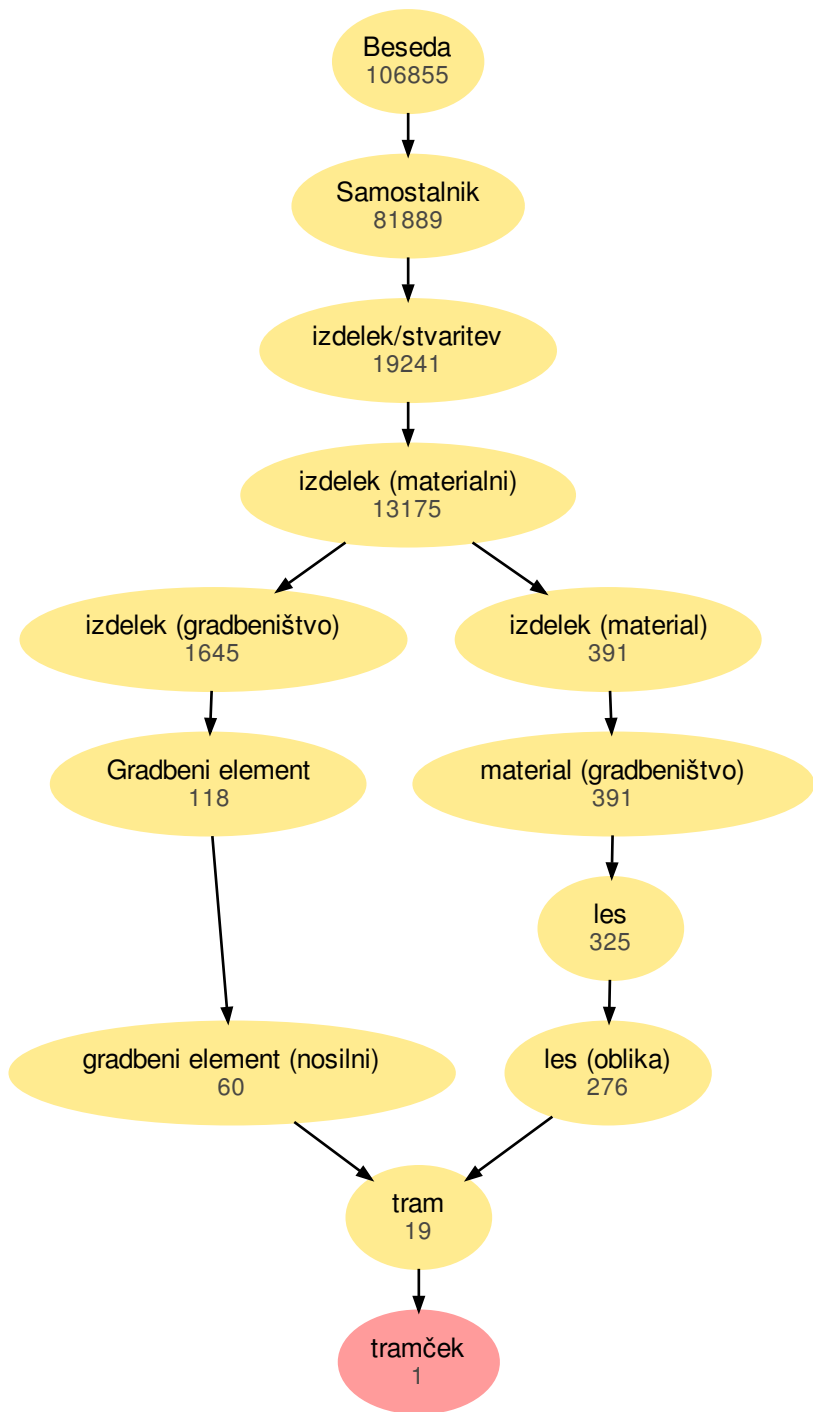 Beseda
106855
Samostalnik
81889
izdelek/stvaritev
19241
izdelek (materialni)
13175
izdelek (gradbeništvo)
1645
izdelek (material)
391
Gradbeni element
118
material (gradbeništvo)
391
les
325
gradbeni element (nosilni)
60
les (oblika)
276
tram
19
tramček
1